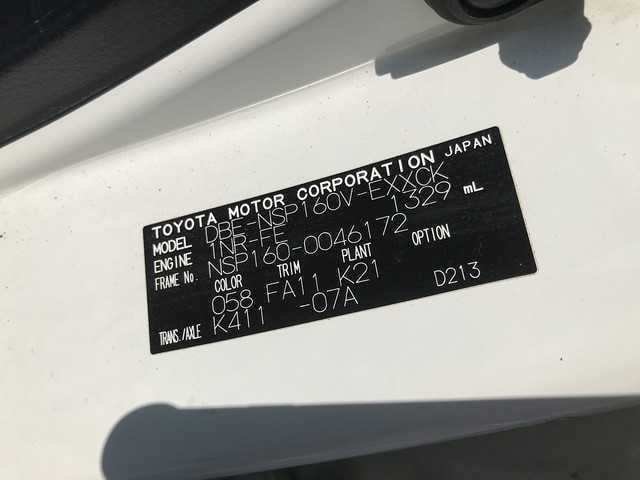 TOYOTA MOTOR CORPORATION JAPAN
MODEL DBE-NSP160V-EXXCK
ENGINE 1NR-FE 1329 mL
FRAME No. NSP160-0046172
COLOR TRIM PLANT OPTION
058 FA11 K21
TRANS./AXLE K411 -07A D213